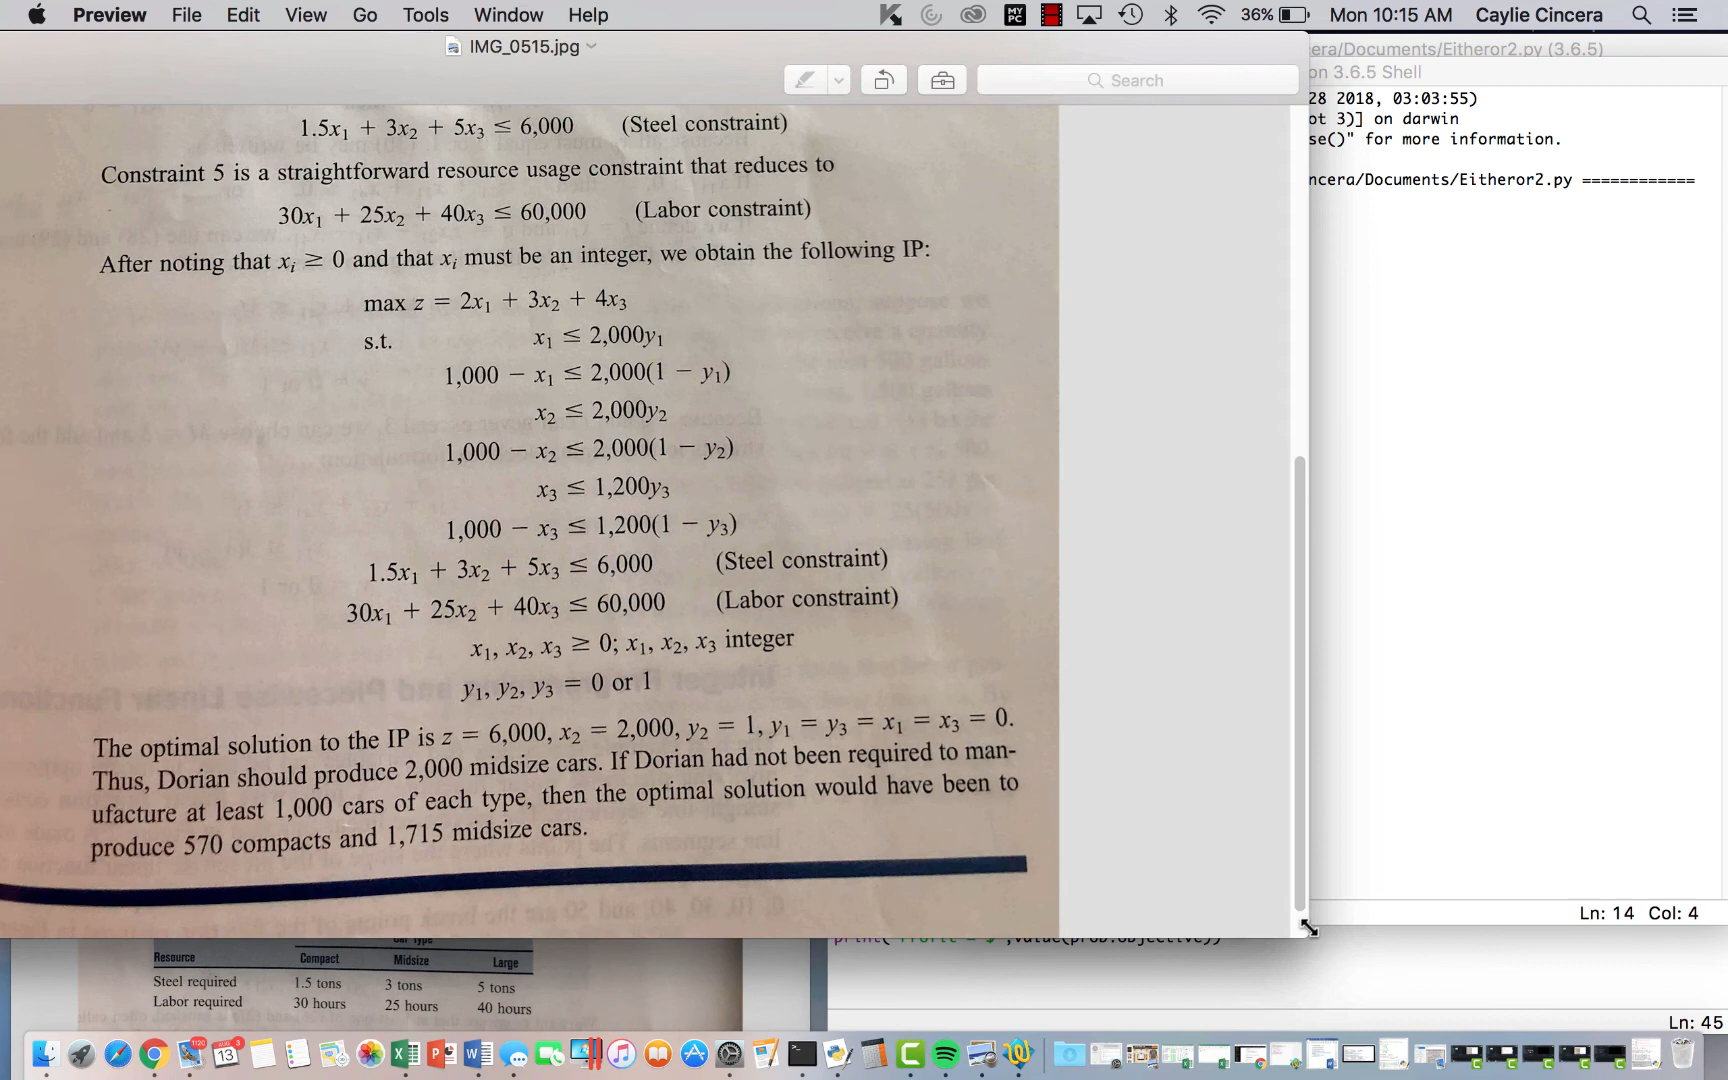 Preview File Edit View Go Tools Window Help
MY PC
36% Mon 10:15 AM Caylie Cincera
IMG_0515.jpg
Search
era/Documents/Eitheror2.py (3.6.5)
on 3.6.5 Shell
28 2018, 03:03:55)
ot 3)] on darwin
se()" for more information.
ncera/Documents/Eitheror2.py ============
1.5x₁ + 3x₂ + 5x₃ ≤ 6,000 (Steel constraint)
Constraint 5 is a straightforward resource usage constraint that reduces to
30x₁ + 25x₂ + 40x₃ ≤ 60,000 (Labor constraint)
After noting that xᵢ ≥ 0 and that xᵢ must be an integer, we obtain the following IP:
max z = 2x₁ + 3x₂ + 4x₃
s.t. x₁ ≤ 2,000y₁
1,000 − x₁ ≤ 2,000(1 − y₁)
x₂ ≤ 2,000y₂
1,000 − x₂ ≤ 2,000(1 − y₂)
x₃ ≤ 1,200y₃
1,000 − x₃ ≤ 1,200(1 − y₃)
1.5x₁ + 3x₂ + 5x₃ ≤ 6,000 (Steel constraint)
30x₁ + 25x₂ + 40x₃ ≤ 60,000 (Labor constraint)
x₁, x₂, x₃ ≥ 0; x₁, x₂, x₃ integer
y₁, y₂, y₃ = 0 or 1
The optimal solution to the IP is z = 6,000, x₂ = 2,000, y₂ = 1, y₁ = y₃ = x₁ = x₃ = 0.
Thus, Dorian should produce 2,000 midsize cars. If Dorian had not been required to man-
ufacture at least 1,000 cars of each type, then the optimal solution would have been to
produce 570 compacts and 1,715 midsize cars.
Ln: 14 Col: 4
Resource Compact Midsize Large
Steel required 1.5 tons 3 tons 5 tons
Labor required 30 hours 25 hours 40 hours
Ln: 45
1120
AUG 3
13